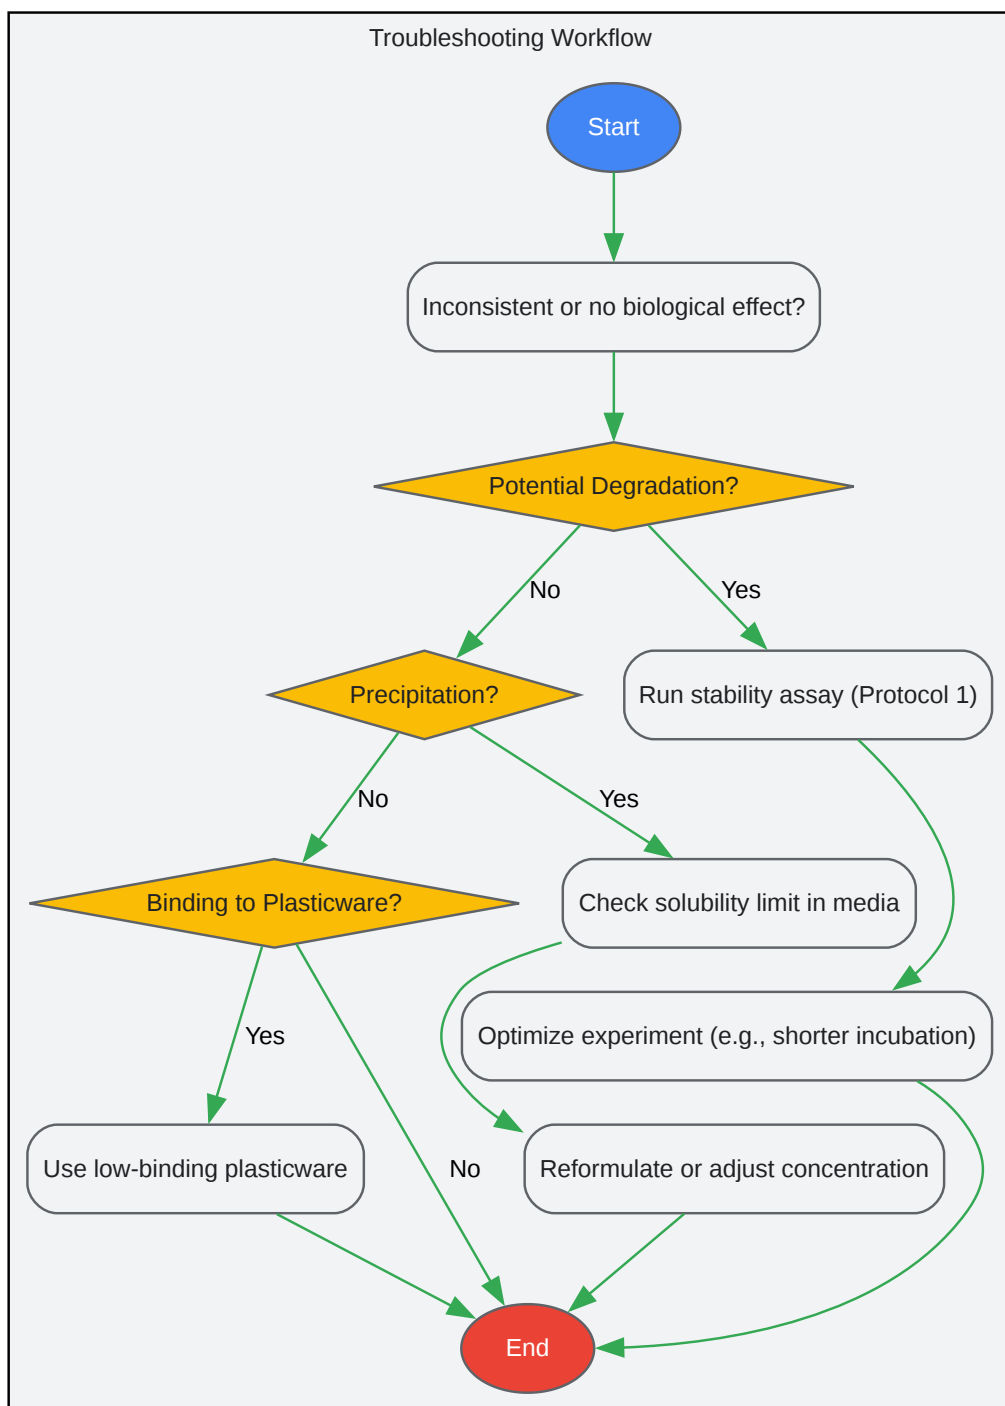 Troubleshooting Workflow
Start
Inconsistent or no biological effect?
Potential Degradation?
No
Yes
Precipitation?
Run stability assay (Protocol 1)
No
Yes
Binding to Plasticware?
Check solubility limit in media
Yes
Optimize experiment (e.g., shorter incubation)
Use low-binding plasticware
No
Reformulate or adjust concentration
End